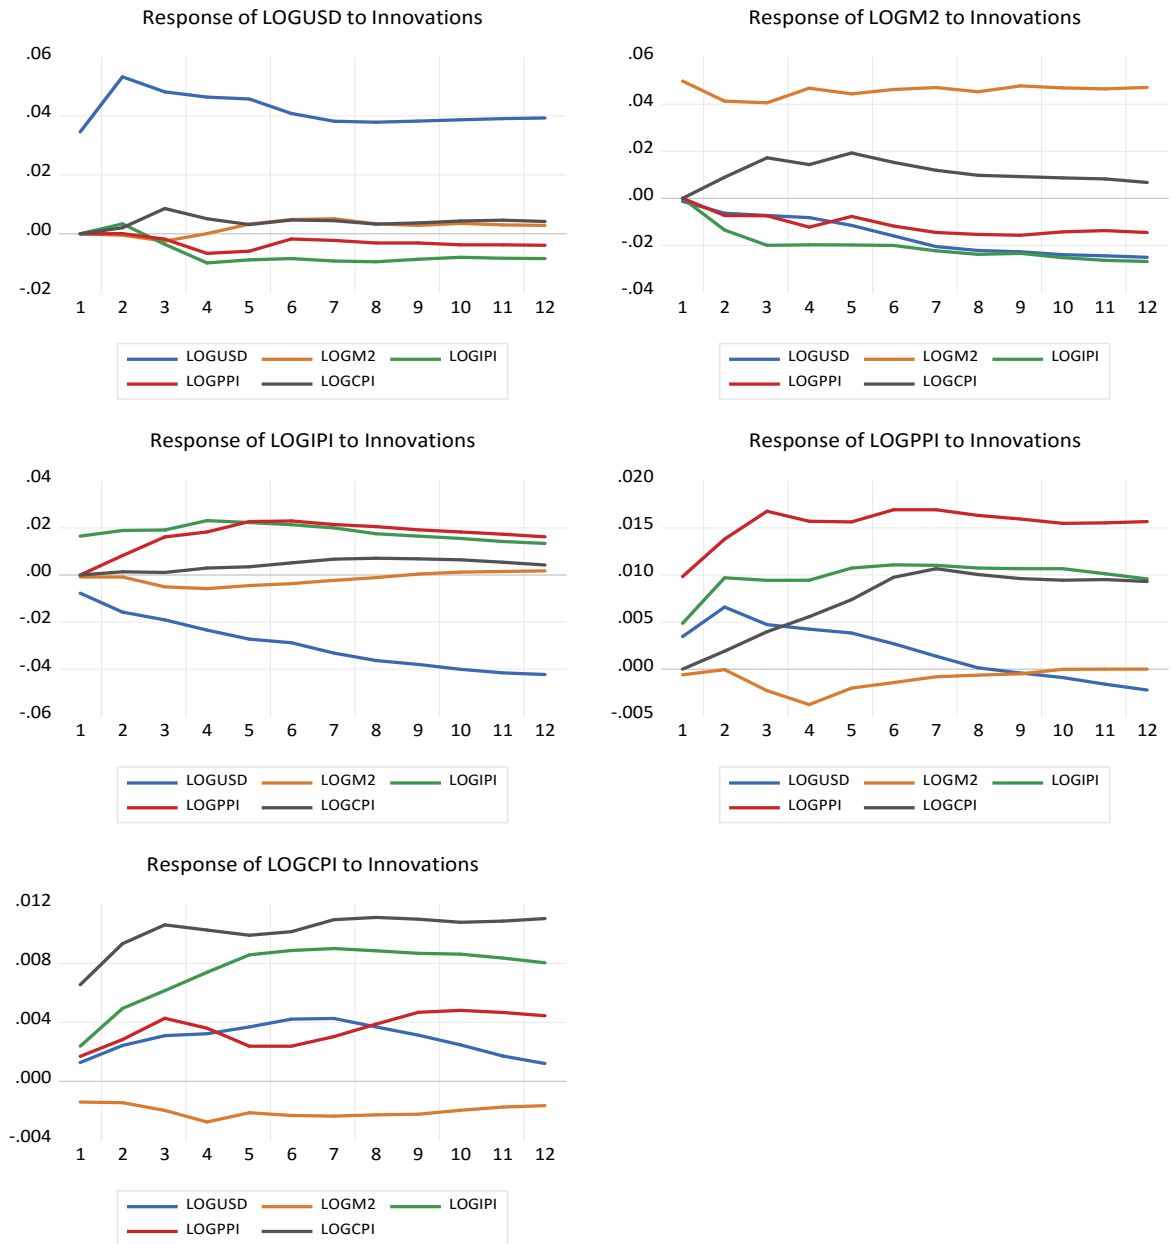 Response of LOGUSD to Innovations
.06
.04
.02
.00
-.02
1 2 3 4 5 6 7 8 9 10 11 12
LOGUSD LOGM2 LOGIPI
LOGPPI LOGCPI
Response of LOGM2 to Innovations
.06
.04
.02
.00
-.02
-.04
1 2 3 4 5 6 7 8 9 10 11 12
LOGUSD LOGM2 LOGIPI
LOGPPI LOGCPI
Response of LOGIPI to Innovations
.04
.02
.00
-.02
-.04
-.06
1 2 3 4 5 6 7 8 9 10 11 12
LOGUSD LOGM2 LOGIPI
LOGPPI LOGCPI
Response of LOGPPI to Innovations
.020
.015
.010
.005
.000
-.005
1 2 3 4 5 6 7 8 9 10 11 12
LOGUSD LOGM2 LOGIPI
LOGPPI LOGCPI
Response of LOGCPI to Innovations
.012
.008
.004
.000
-.004
1 2 3 4 5 6 7 8 9 10 11 12
LOGUSD LOGM2 LOGIPI
LOGPPI LOGCPI